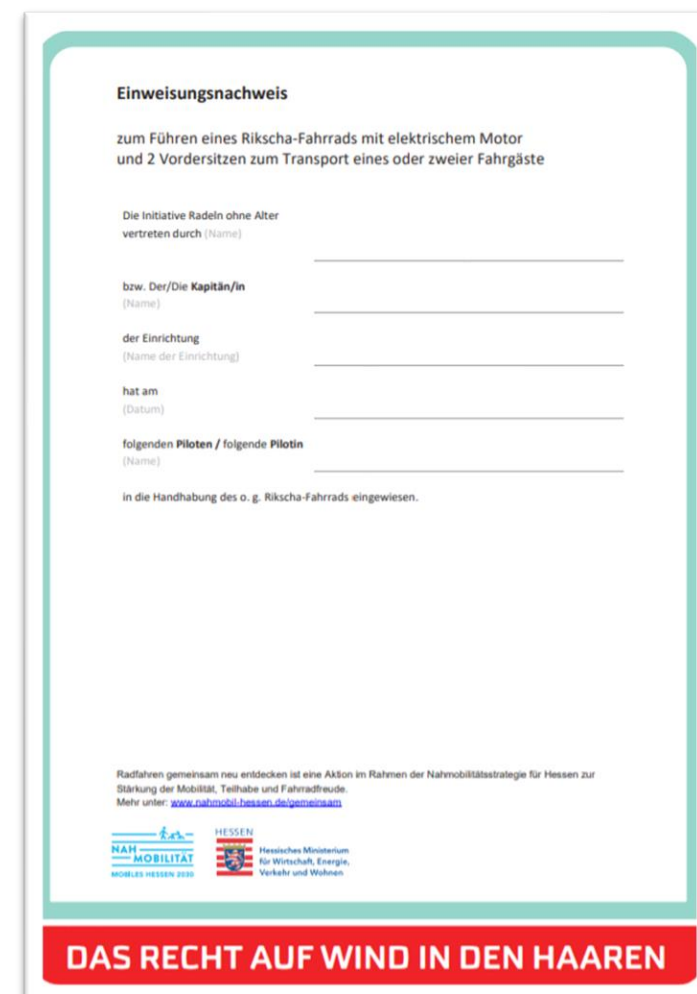 Einweisungsnachweis
zum Führen eines Rikscha-Fahrrads mit elektrischem Motor
und 2 Vordersitzen zum Transport eines oder zweier Fahrgäste
Die Initiative Radeln ohne Alter
vertreten durch (Name)
bzw. Der/Die Kapitän/in
(Name)
der Einrichtung
(Name der Einrichtung)
hat am
(Datum)
folgenden Piloten / folgende Pilotin
(Name)
in die Handhabung des o. g. Rikscha-Fahrrads eingewiesen.
Radfahren gemeinsam neu entdecken ist eine Aktion im Rahmen der Nahmobilitätsstrategie für Hessen zur
Stärkung der Mobilität, Teilhabe und Fahrradfreude.
Mehr unter: www.nahmobil-hessen.de/gemeinsam
NAH
MOBILITÄT
MOBILES HESSEN 2030
HESSEN
Hessisches Ministerium
für Wirtschaft, Energie,
Verkehr und Wohnen
DAS RECHT AUF WIND IN DEN HAAREN